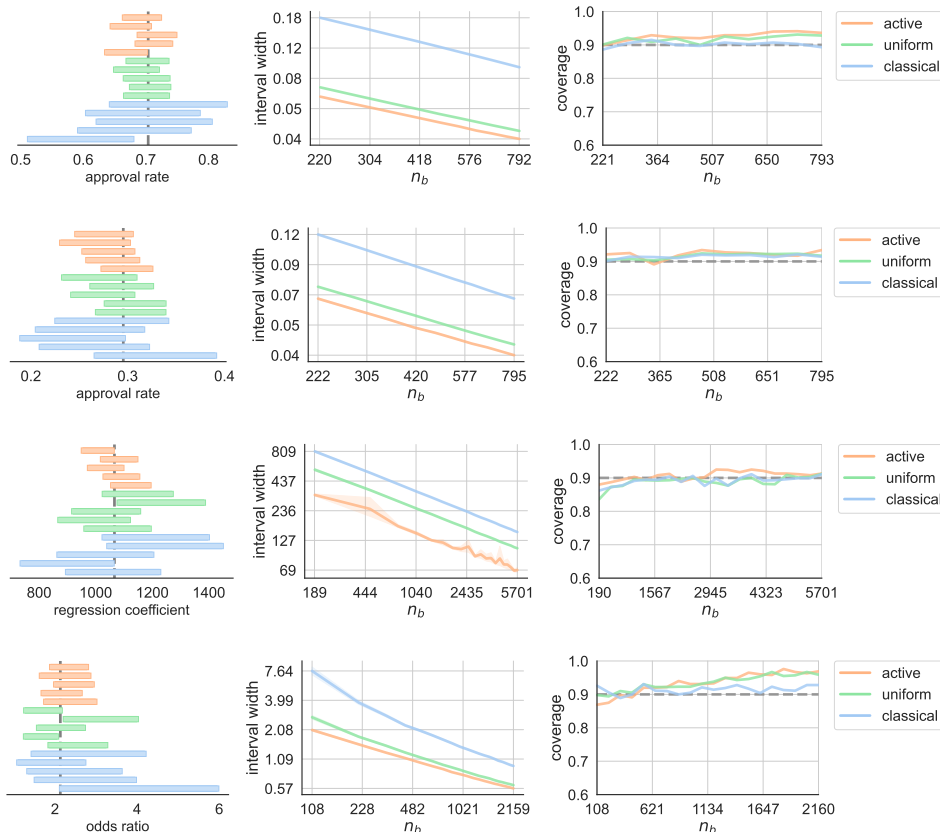 0.5 0.6 0.7 0.8
approval rate
interval width
0.18
0.12
0.08
0.05
0.04
220 304 418 576 792
n_b
coverage
1.0
0.9
0.8
0.7
0.6
221 364 507 650 793
n_b
active
uniform
classical
0.2 0.3 0.4
approval rate
interval width
0.12
0.09
0.07
0.05
0.04
222 305 420 577 795
n_b
coverage
1.0
0.9
0.8
0.7
0.6
222 365 508 651 795
n_b
active
uniform
classical
800 1000 1200 1400
regression coefficient
interval width
809
437
236
127
69
189 444 1040 2435 5701
n_b
coverage
1.0
0.9
0.8
0.7
0.6
190 1567 2945 4323 5701
n_b
active
uniform
classical
2 4 6
odds ratio
interval width
7.64
3.99
2.08
1.09
0.57
108 228 482 1021 2159
n_b
coverage
1.0
0.9
0.8
0.7
0.6
108 621 1134 1647 2160
n_b
active
uniform
classical